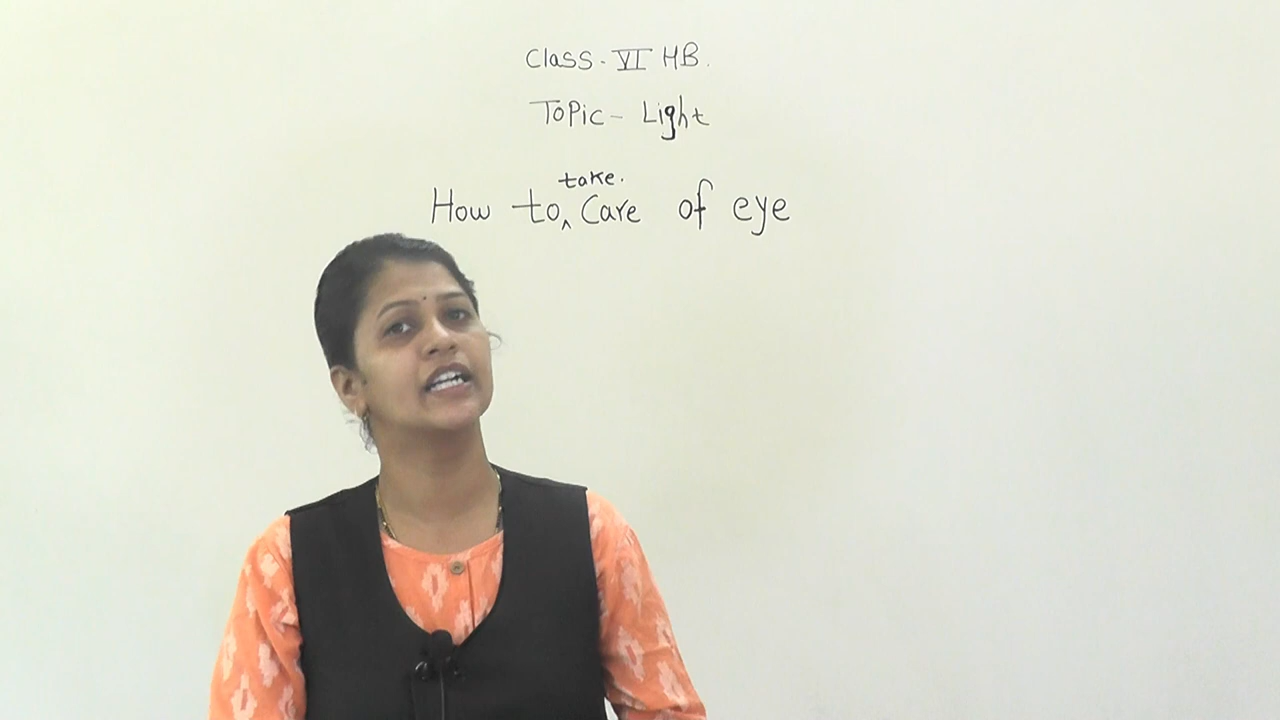 Class - VI HB.
Topic - Light
How to ^ take. Care of eye